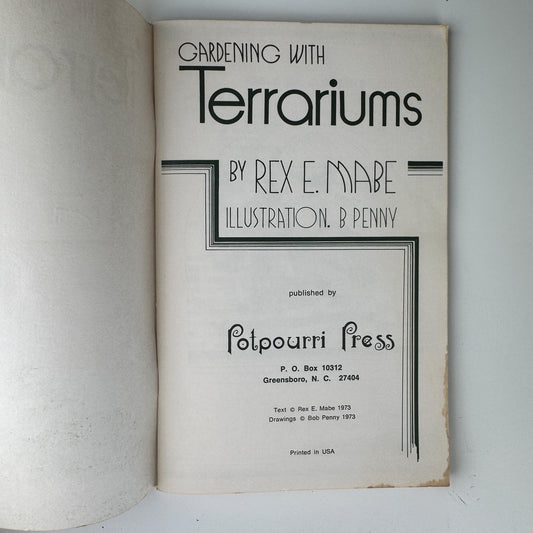 GARDENING WITH
Terrariums
BY REX E. MABE
ILLUSTRATION. B PENNY
published by
Potpourri Press
P. O. Box 10312
Greensboro, N. C. 27404
Text © Rex E. Mabe 1973
Drawings © Bob Penny 1973
Printed in USA